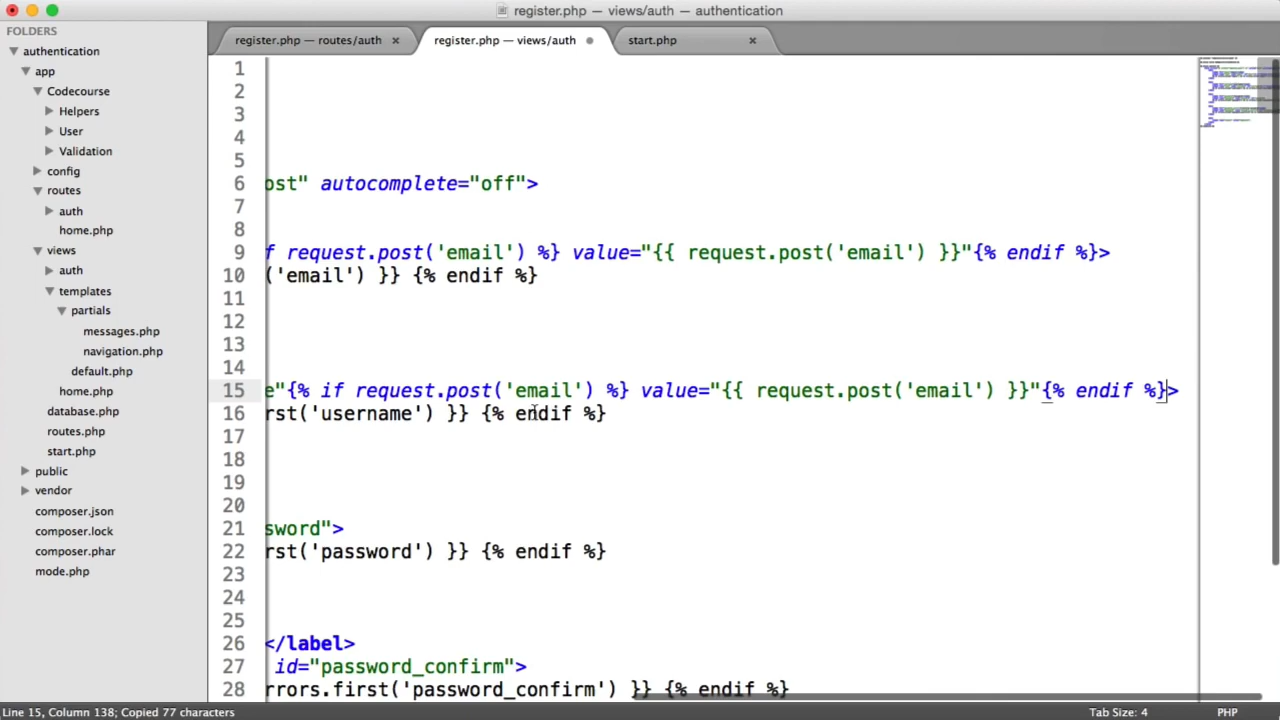 register.php — views/auth — authentication
FOLDERS
authentication
app
Codecourse
Helpers
User
Validation
config
routes
auth
home.php
views
auth
templates
partials
messages.php
navigation.php
default.php
home.php
database.php
routes.php
start.php
public
vendor
composer.json
composer.lock
composer.phar
mode.php
register.php — routes/auth ×
register.php — views/auth
start.php ×
1
2
3
4
5
6 ost" autocomplete="off">
7
8
9 f request.post('email') %} value="{{ request.post('email') }}"{% endif %}>
10 ('email') }} {% endif %}
11
12
13
14
15 e"{% if request.post('email') %} value="{{ request.post('email') }}"{% endif %}>
16 rst('username') }} {% endif %}
17
18
19
20
21 sword">
22 rst('password') }} {% endif %}
23
24
25
26 </label>
27 id="password_confirm">
28 rrors.first('password_confirm') }} {% endif %}
Line 15, Column 138; Copied 77 characters
Tab Size: 4
PHP